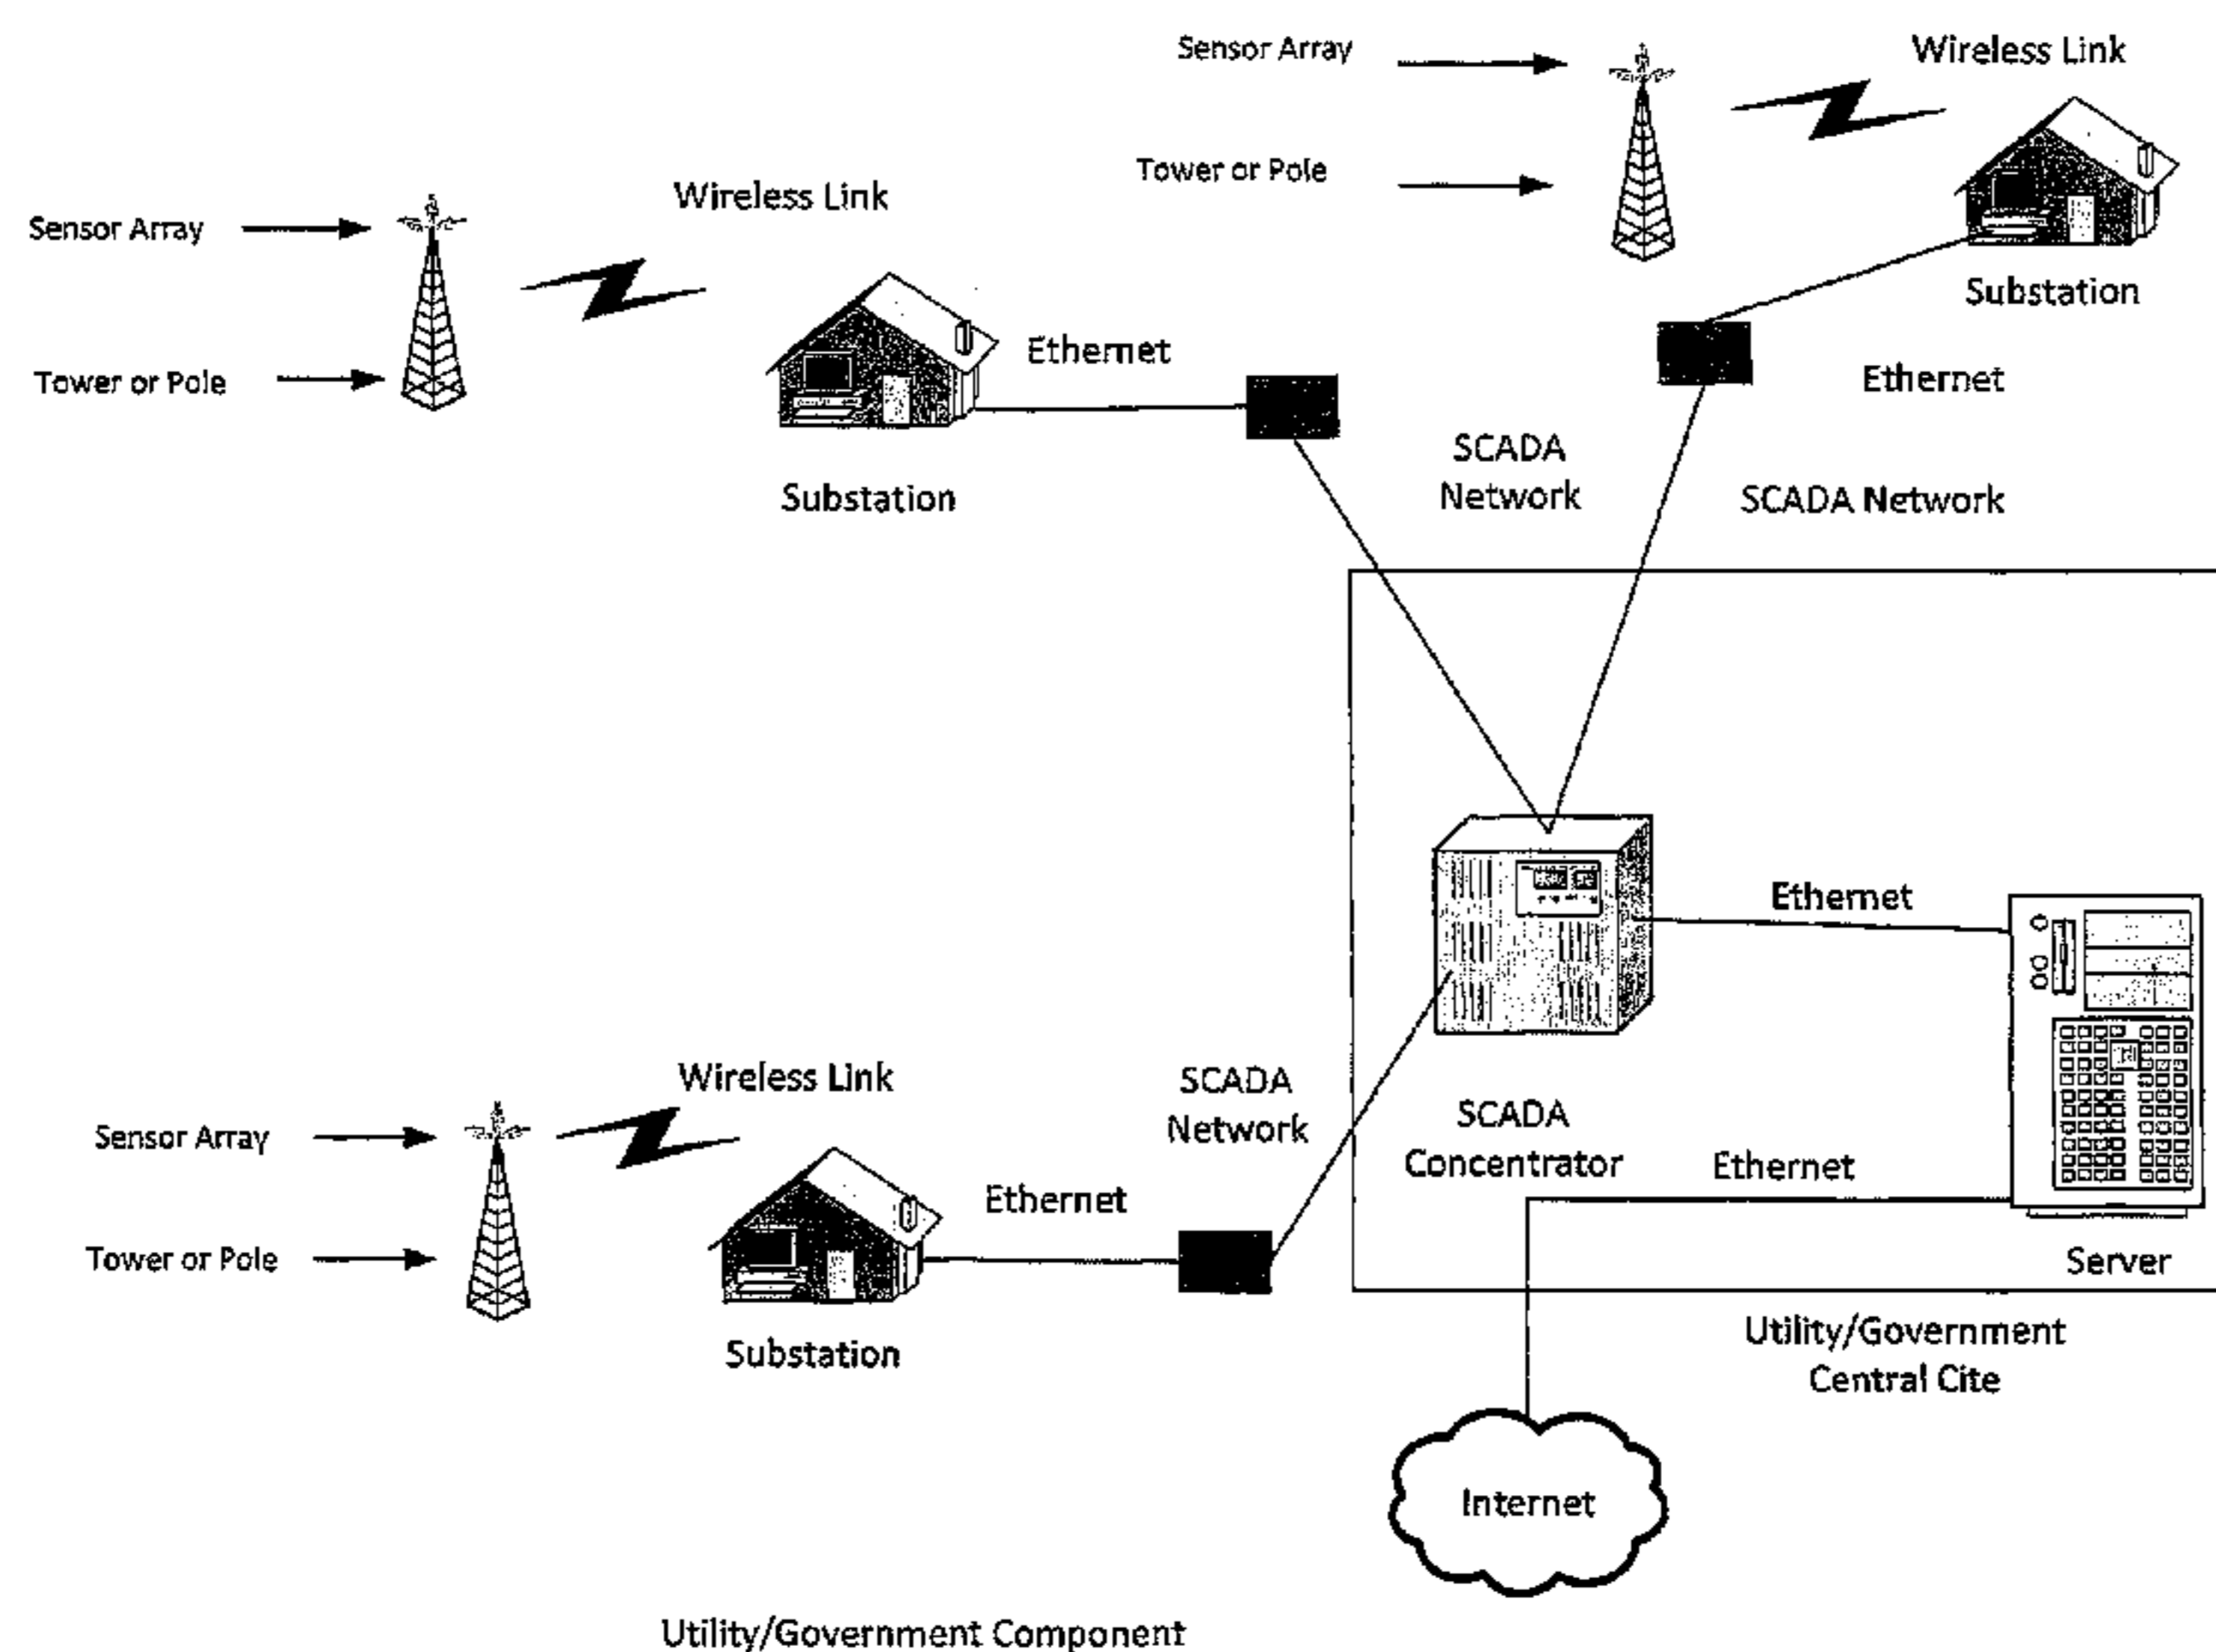 Sensor Array
Wireless Link
Tower or Pole
Wireless Link
Sensor Array
Substation
Ethernet
Tower or Pole
Ethernet
SCADA
Network
Substation
SCADA Network
Ethernet
Wireless Link
SCADA
Network
SCADA
Concentrator
Sensor Array
Ethernet
Ethernet
Tower or Pole
Server
Substation
Utility/Government
Central Cite
Internet
Utility/Government Component